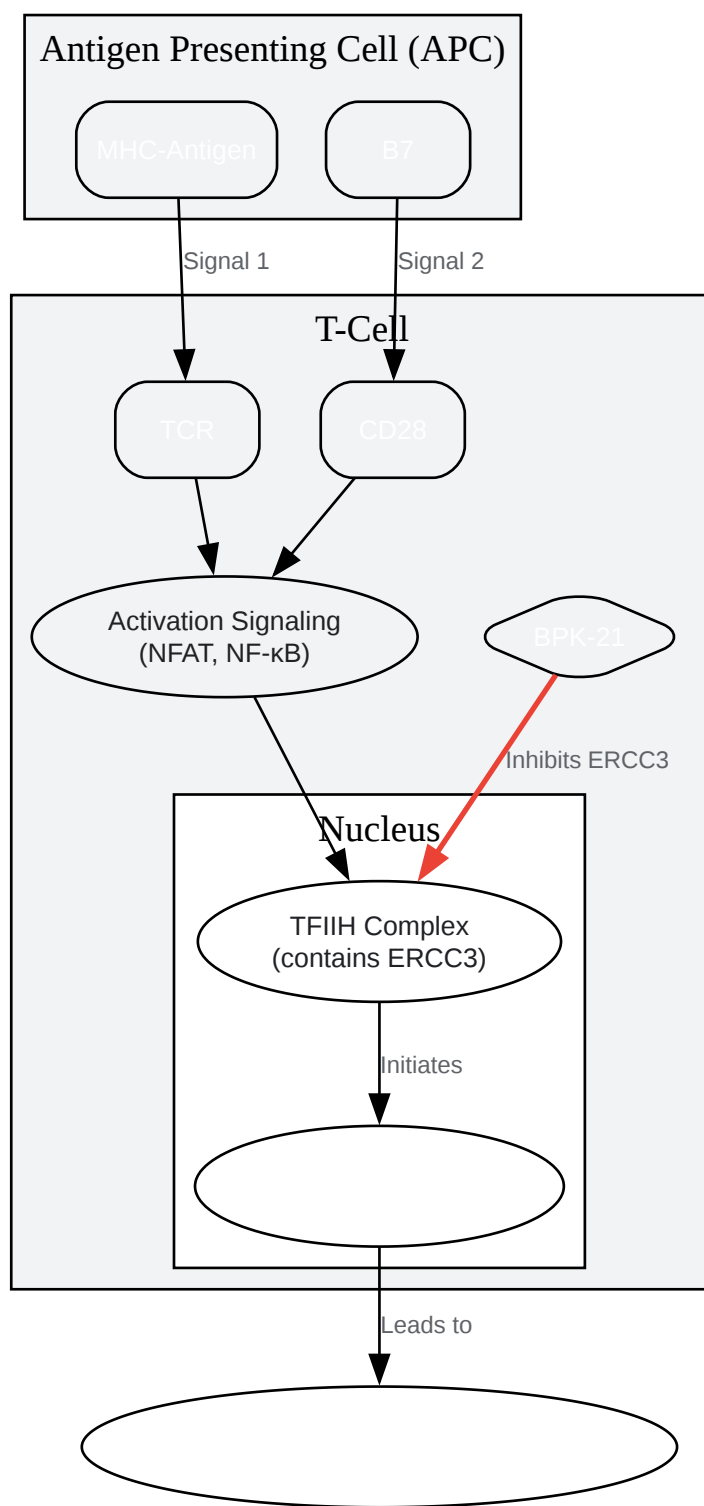 Antigen Presenting Cell (APC)
MHC-Antigen
B7
Signal 1
Signal 2
T-Cell
TCR
CD28
Activation Signaling
(NFAT, NF-κB)
BPK-21
Inhibits ERCC3
Nucleus
TFIIH Complex
(contains ERCC3)
Initiates
Leads to